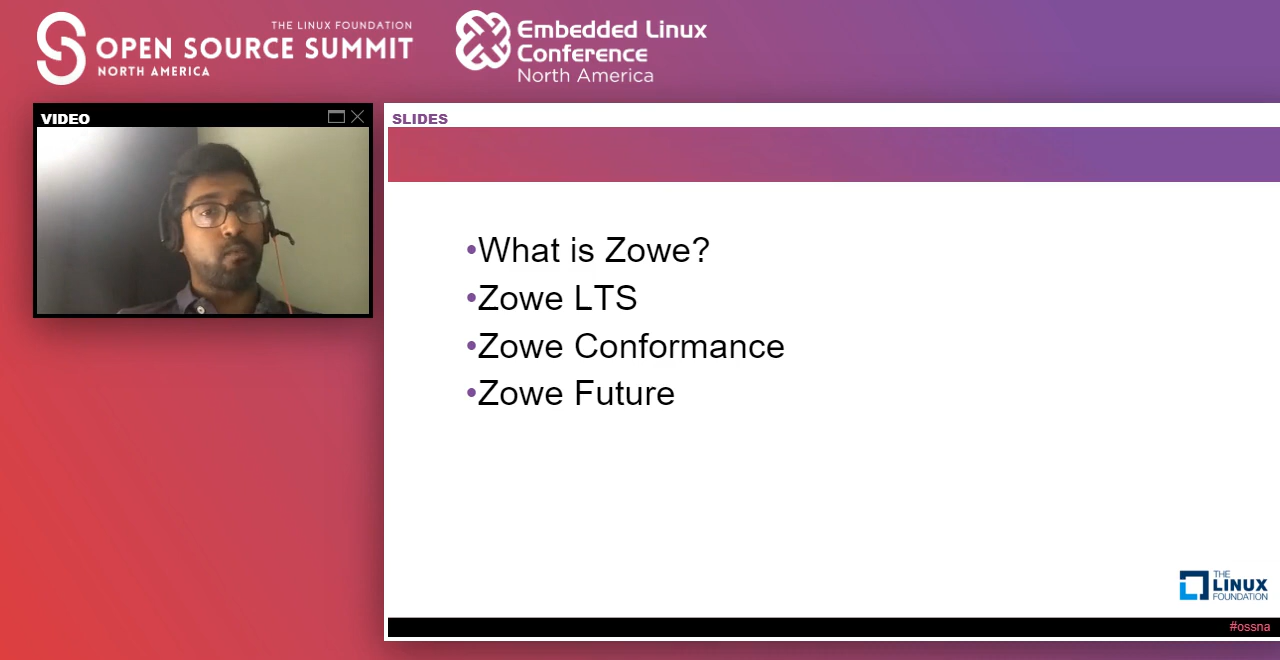 THE LINUX FOUNDATION
OPEN SOURCE SUMMIT
NORTH AMERICA
Embedded Linux
Conference
North America
VIDEO
SLIDES
•What is Zowe?
•Zowe LTS
•Zowe Conformance
•Zowe Future
THE
LINUX
FOUNDATION
#ossna